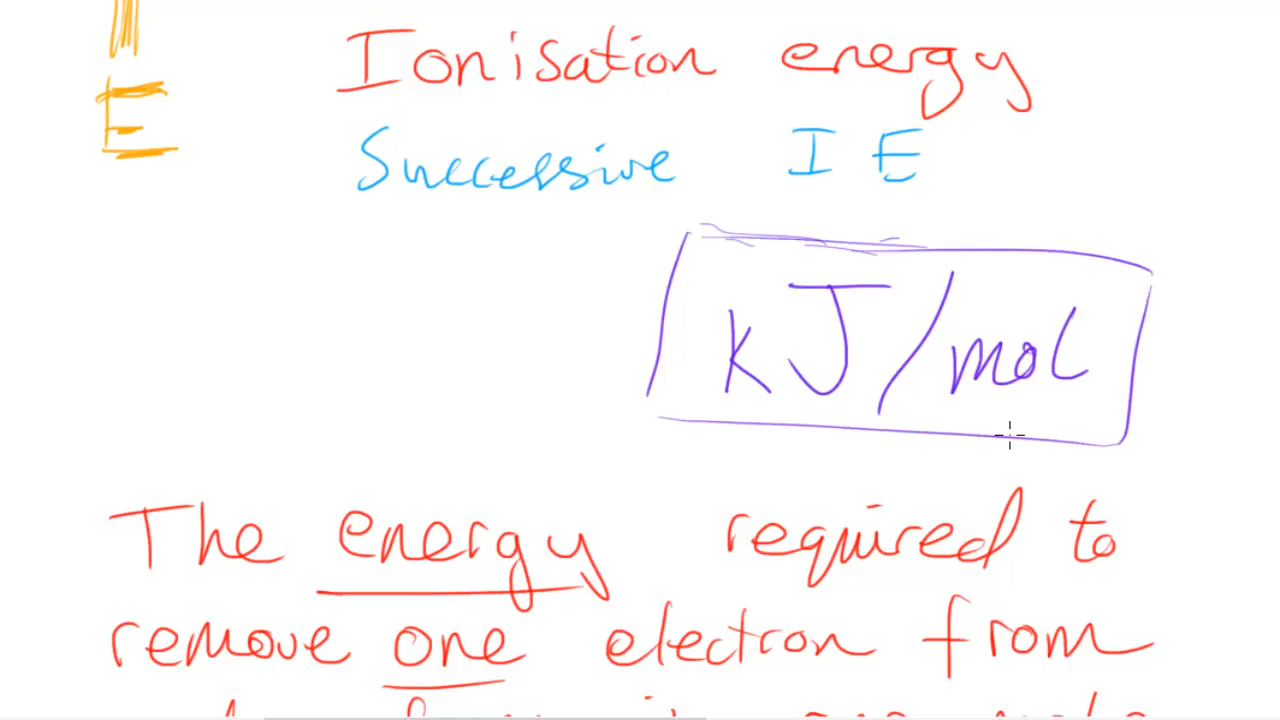 E
Ionisation energy
Successive IE
kJ/mol
The energy required to
remove one electron from